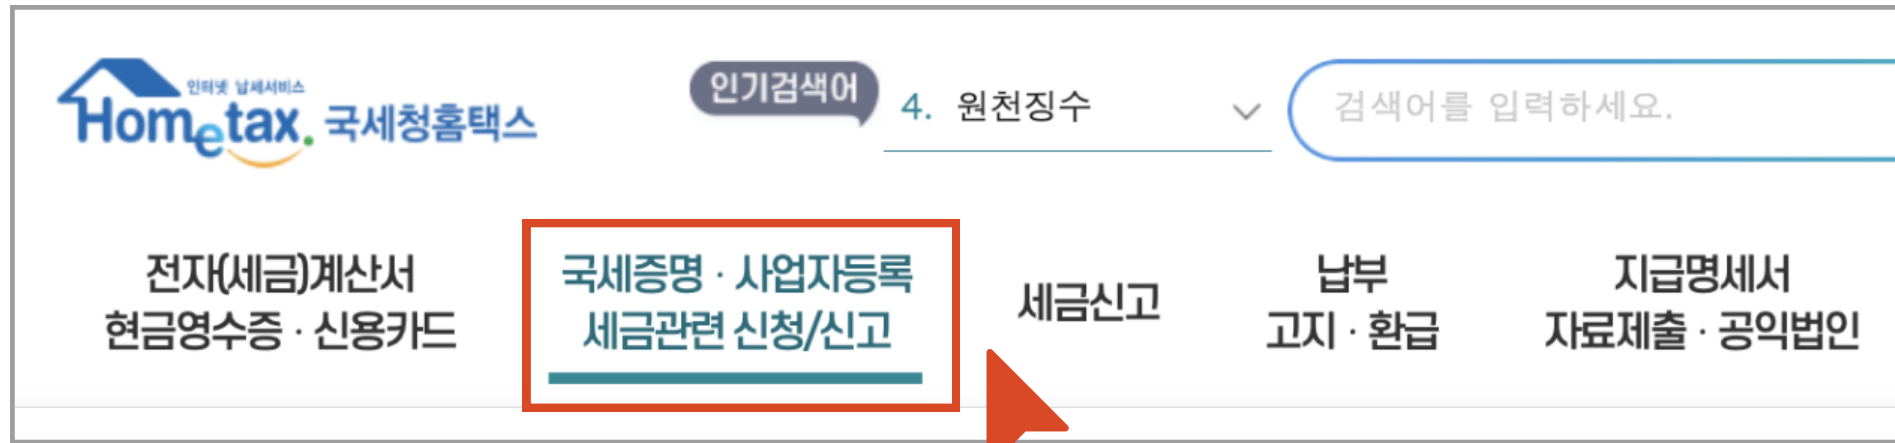 인터넷 납세서비스
Hometax. 국세청홈택스
인기검색어
4. 원천징수
검색어를 입력하세요.
전자(세금)계산서
현금영수증 · 신용카드
국세증명 · 사업자등록
세금관련 신청/신고
세금신고
납부
고지 · 환급
지급명세서
자료제출 · 공익법인